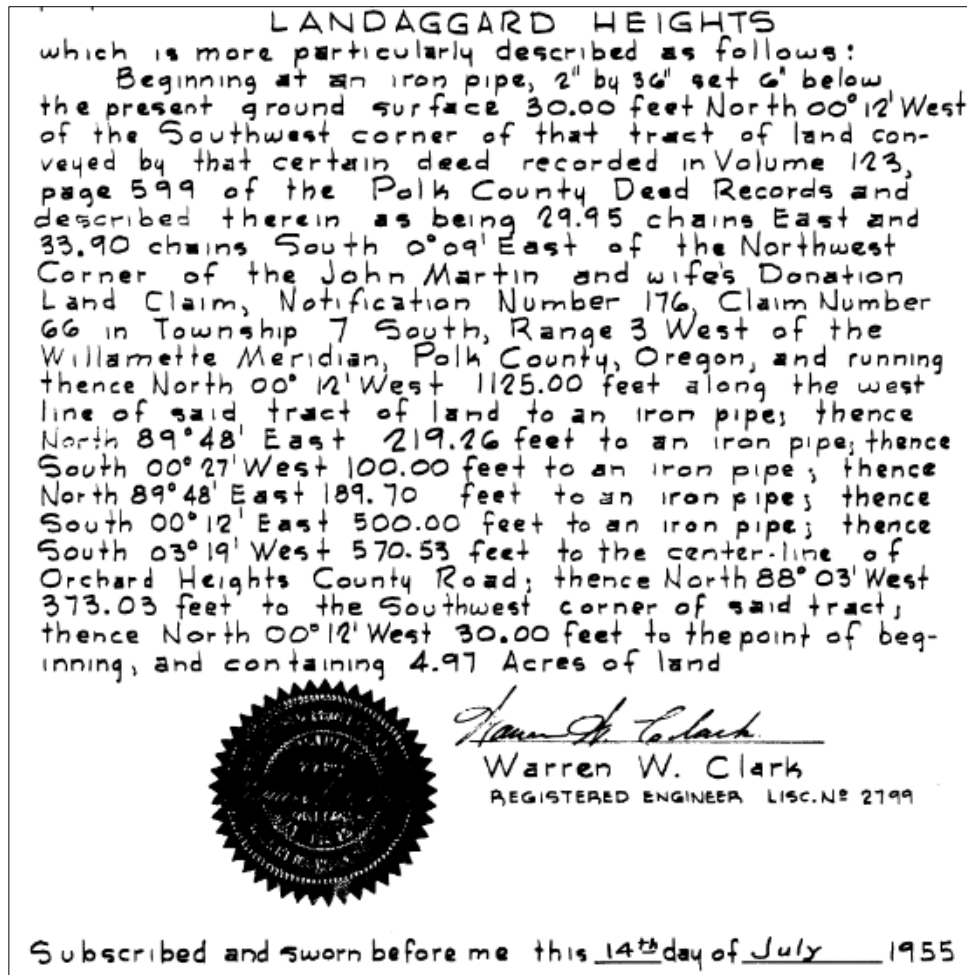 LANDAGGARD HEIGHTS
which is more particularly described as follows:
Beginning at an iron pipe, 2" by 36" set 6" below
the present ground surface 30.00 feet North 00° 12' West
of the Southwest corner of that tract of land con-
veyed by that certain deed recorded in Volume 123,
page 599 of the Polk County Deed Records and
described therein as being 29.95 chains East and
33.90 chains South 0° 09' East of the Northwest
Corner of the John Martin and wife's Donation
Land Claim, Notification Number 176, Claim Number
66 in Township 7 South, Range 3 West of the
Willamette Meridian, Polk County, Oregon, and running
thence North 00° 12' West 1125.00 feet along the west
line of said tract of land to an iron pipe; thence
North 89° 48' East 219.26 feet to an iron pipe; thence
South 00° 27' West 100.00 feet to an iron pipe; thence
North 89° 48' East 189.70 feet to an iron pipe; thence
South 00° 12' East 500.00 feet to an iron pipe; thence
South 03° 19' West 570.53 feet to the center-line of
Orchard Heights County Road; thence North 88° 03' West
373.03 feet to the Southwest corner of said tract;
thence North 00° 12' West 30.00 feet to the point of beg-
inning, and containing 4.97 Acres of land
Warren W. Clark
Warren W. Clark
REGISTERED ENGINEER LISC. Nº 2799
Subscribed and sworn before me this 14th day of July 1955